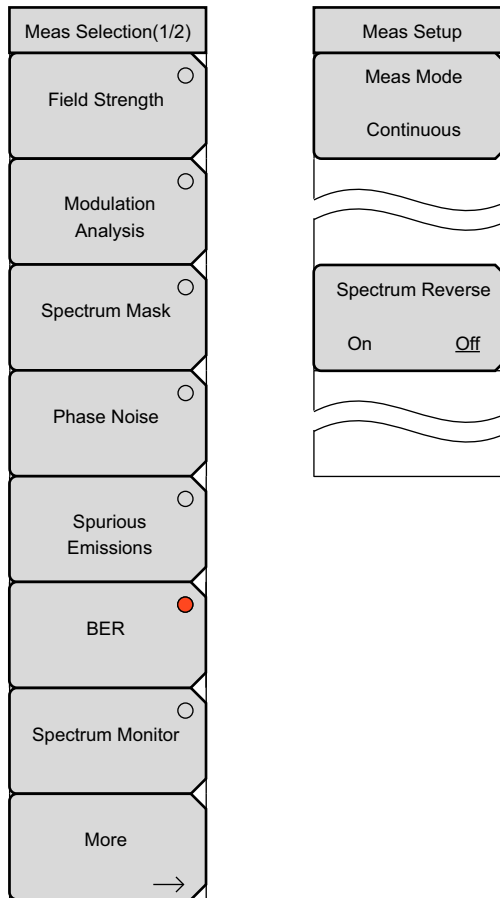 Meas Selection(1/2)
Field Strength
Modulation
Analysis
Spectrum Mask
Phase Noise
Spurious
Emissions
BER
Spectrum Monitor
More
Meas Setup
Meas Mode
Continuous
Spectrum Reverse
On Off